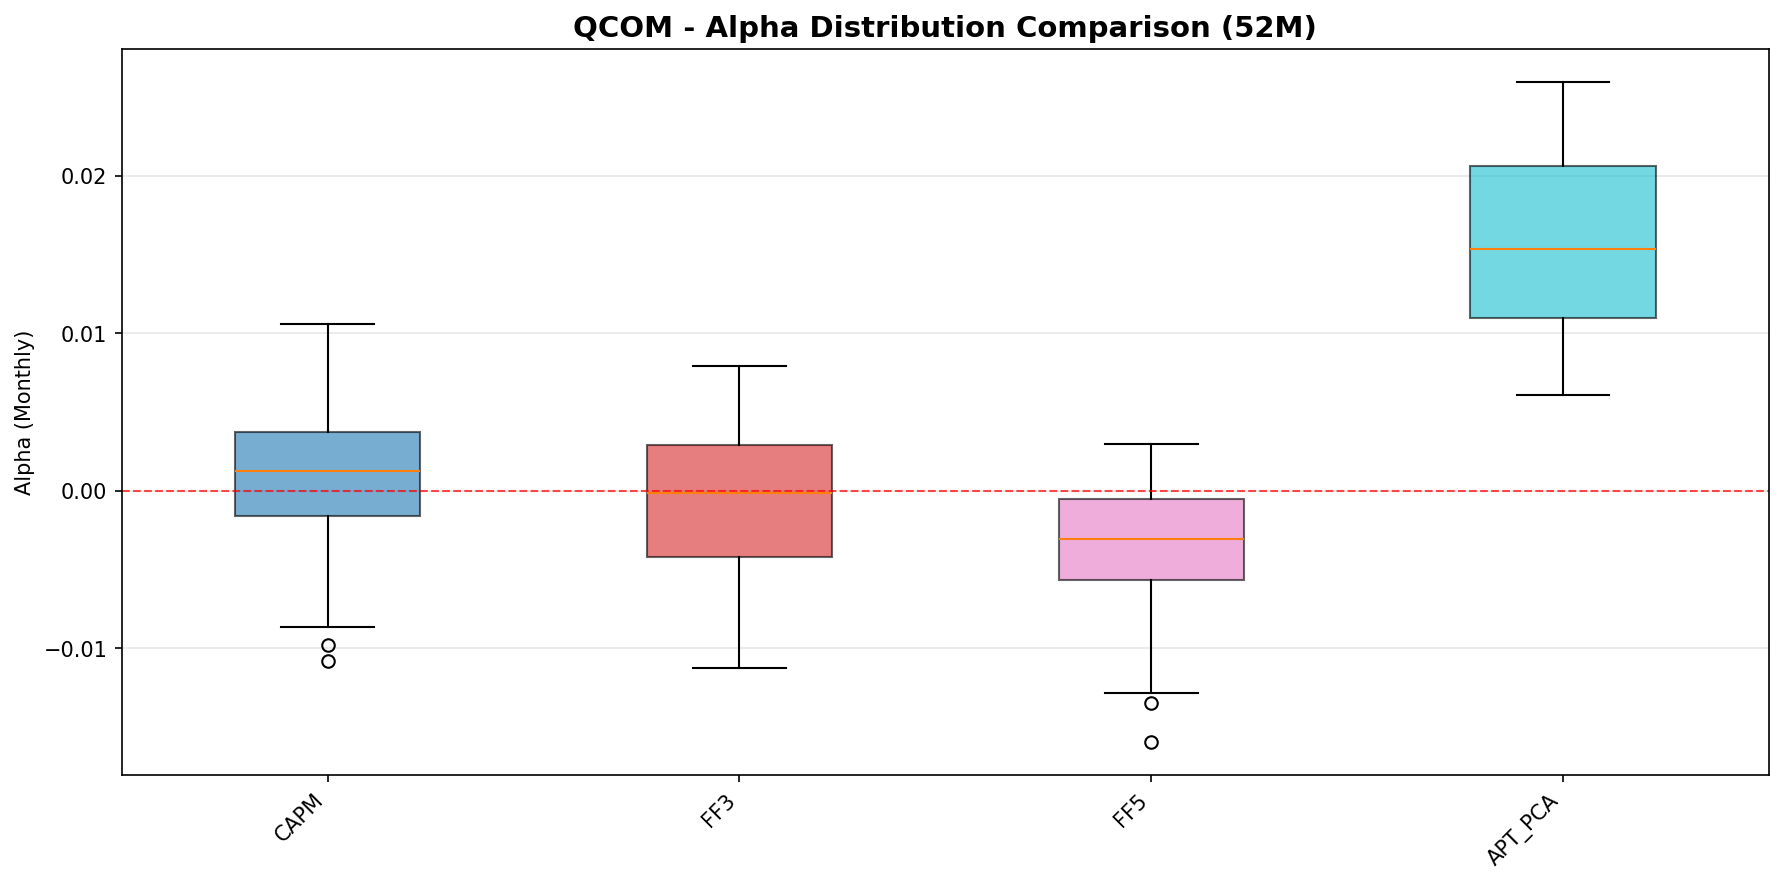 QCOM - Alpha Distribution Comparison (52M)
Alpha (Monthly)
0.02
0.01
0.00
−0.01
CAPM
FF3
FF5
APT_PCA